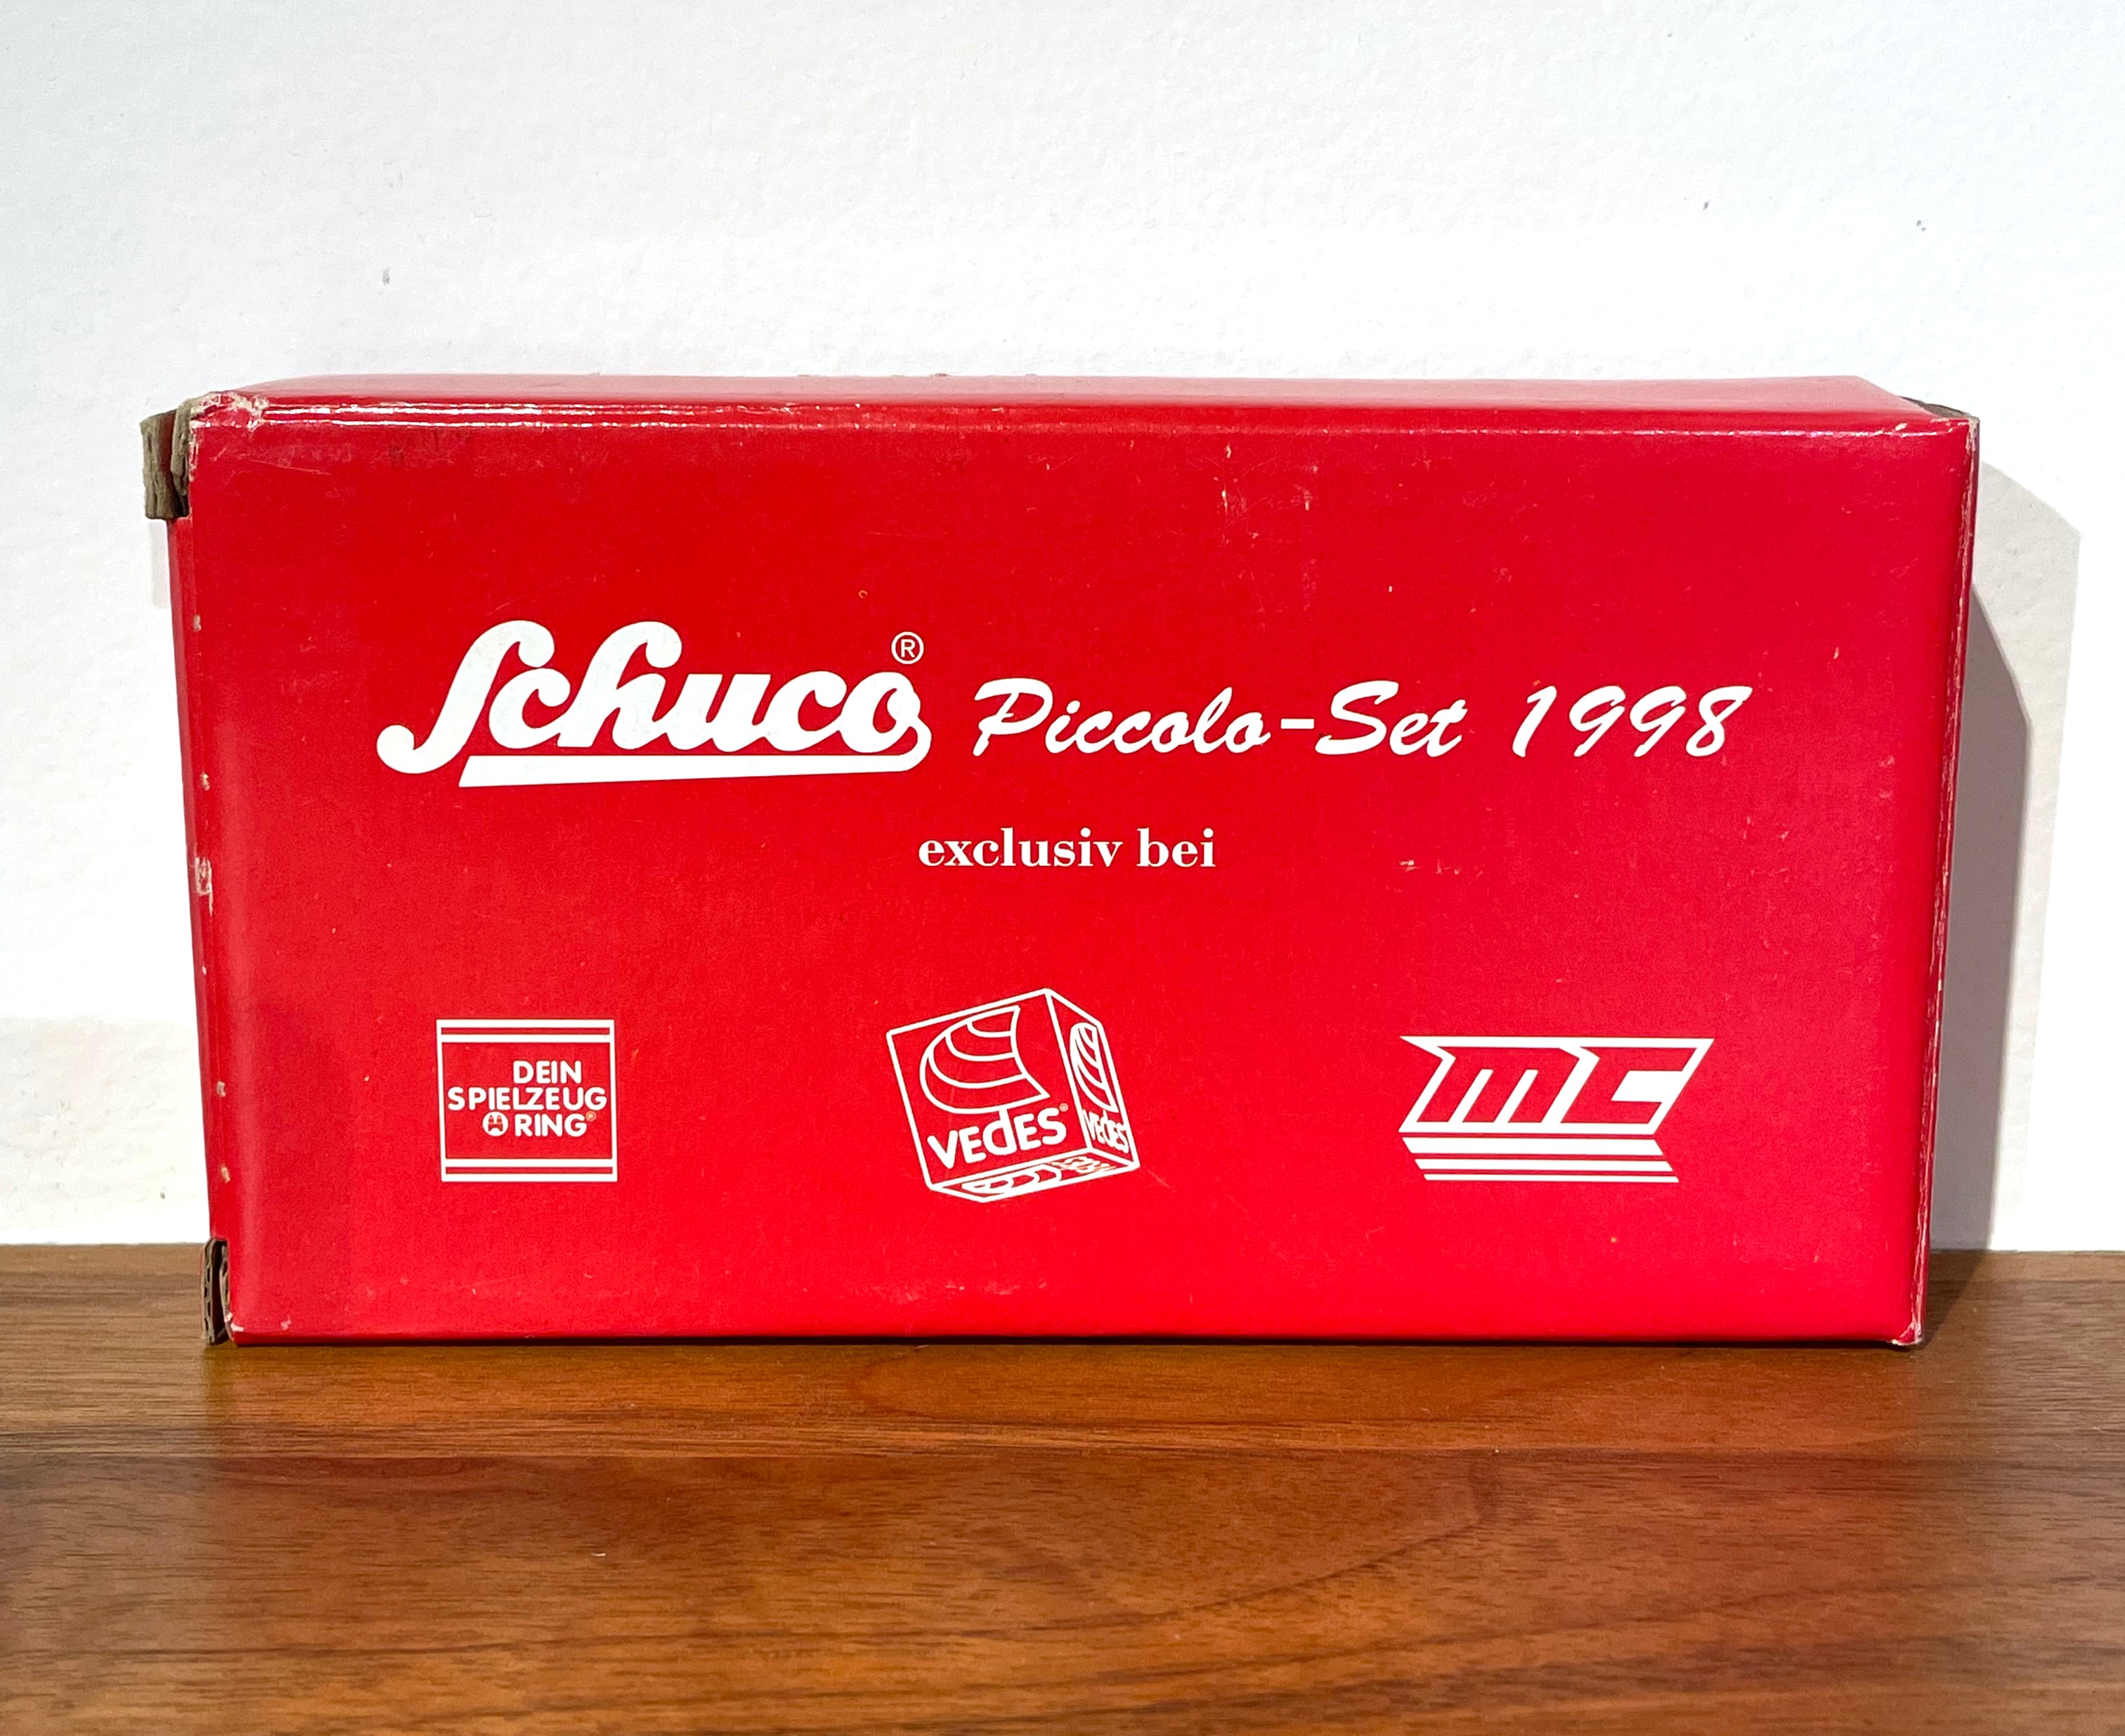 Schuco® Piccolo-Set 1998
exclusiv bei
DEIN
SPIELZEUG
RING®
VEDES®
VEDES
mc